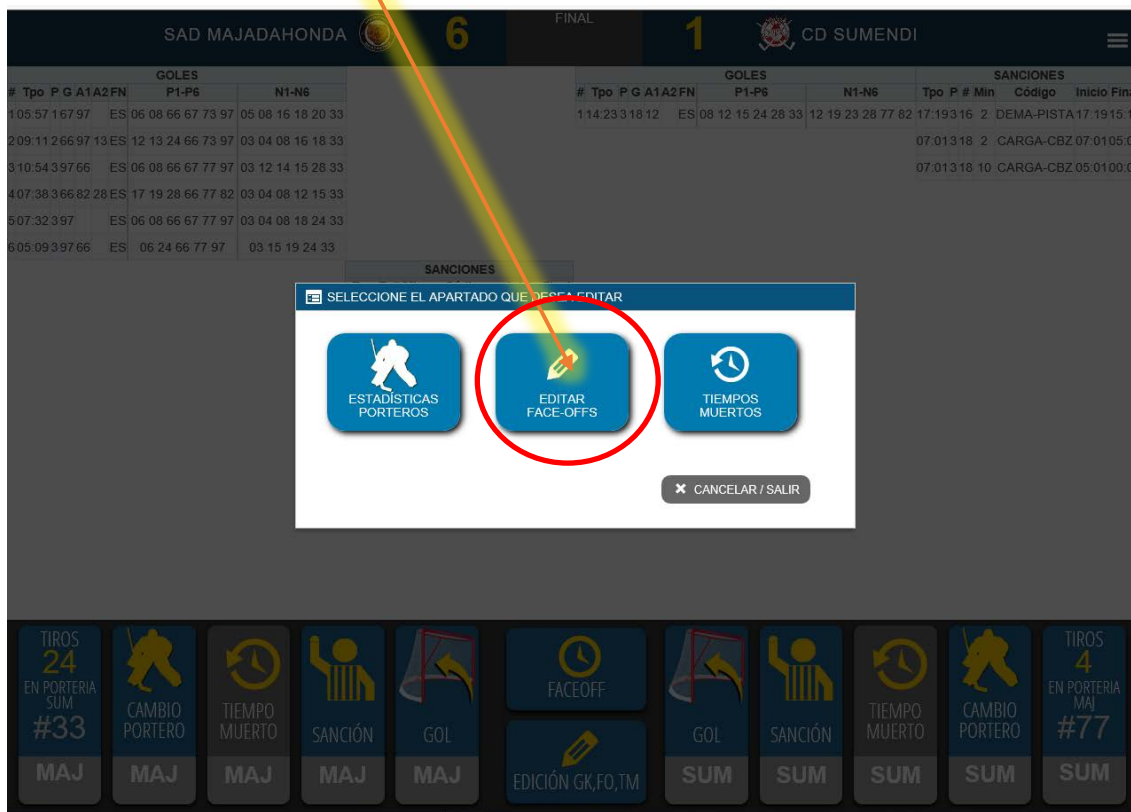 SAD MAJADAHONDA 6 FINAL 1 CD SUMENDI
GOLES
# Tpo P G A1A2FN P1-P6 N1-N6
1 05:57 1 67 97 ES 06 08 66 67 73 97 05 08 16 18 20 33
2 09:11 2 66 97 13 ES 12 13 24 66 73 97 03 04 08 16 18 33
3 10:54 3 97 66 ES 06 08 66 67 77 97 03 12 14 15 28 33
4 07:38 3 66 82 28 ES 17 19 28 66 77 82 03 04 08 12 15 33
5 07:32 3 97 ES 06 08 66 67 77 97 03 04 08 18 24 33
6 05:09 3 97 66 ES 06 24 66 77 97 03 15 19 24 33
SANCIONES
GOLES
# Tpo P G A1A2FN P1-P6 N1-N6
1 14:23 3 18 12 ES 08 12 15 24 28 33 12 19 23 28 77 82
SANCIONES
Tpo P # Min Código Inicio
17:19 3 16 2 DEMA-PISTA 17:19
07:01 3 18 2 CARGA-CBZ 07:01
07:01 3 18 10 CARGA-CBZ 05:01
SELECCIONE EL APARTADO QUE DESEA EDITAR
ESTADÍSTICAS
PORTEROS
EDITAR
FACE-OFFS
TIEMPOS
MUERTOS
CANCELAR / SALIR
TIROS
24
EN PORTERIA
SUM
#33
MAJ
CAMBIO
PORTERO
MAJ
TIEMPO
MUERTO
MAJ
SANCIÓN
MAJ
GOL
MAJ
FACEOFF
EDICIÓN GK,FO,TM
GOL
SUM
SANCIÓN
SUM
TIEMPO
MUERTO
SUM
CAMBIO
PORTERO
SUM
TIROS
4
EN PORTERIA
MAJ
#77
SUM